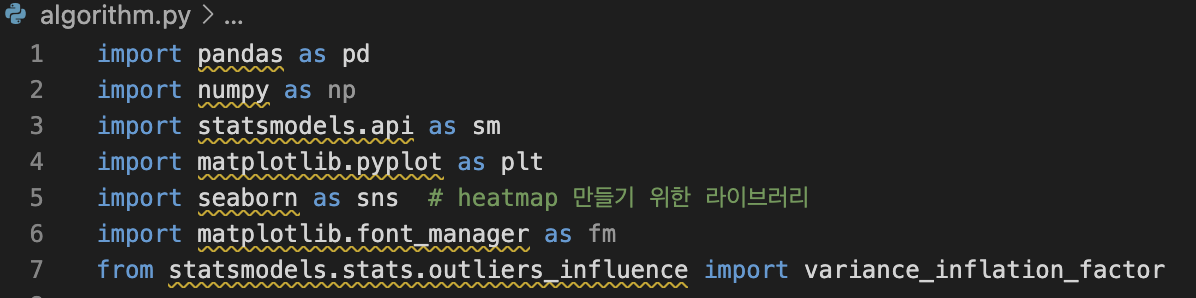 algorithm.py > ...
1 import pandas as pd
2 import numpy as np
3 import statsmodels.api as sm
4 import matplotlib.pyplot as plt
5 import seaborn as sns # heatmap 만들기 위한 라이브러리
6 import matplotlib.font_manager as fm
7 from statsmodels.stats.outliers_influence import variance_inflation_factor